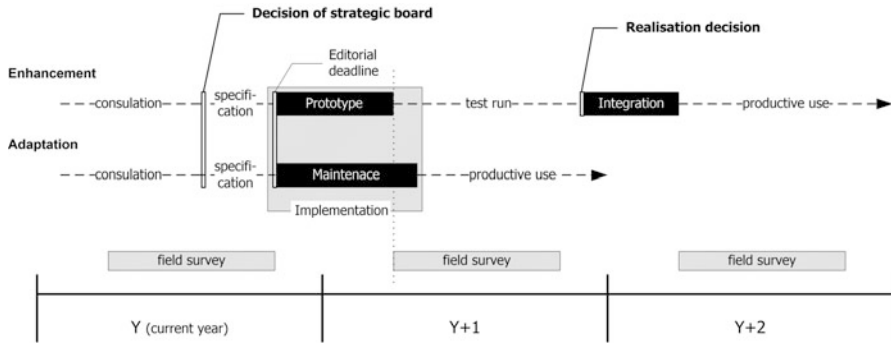 Decision of strategic board
Realisation decision
Editorial
deadline
Enhancement
consulation
specifi-
cation
Prototype
test run
Integration
productive use
Adaptation
consulation
specifi-
cation
Maintenace
productive use
Implementation
field survey
field survey
field survey
Y (current year)
Y+1
Y+2